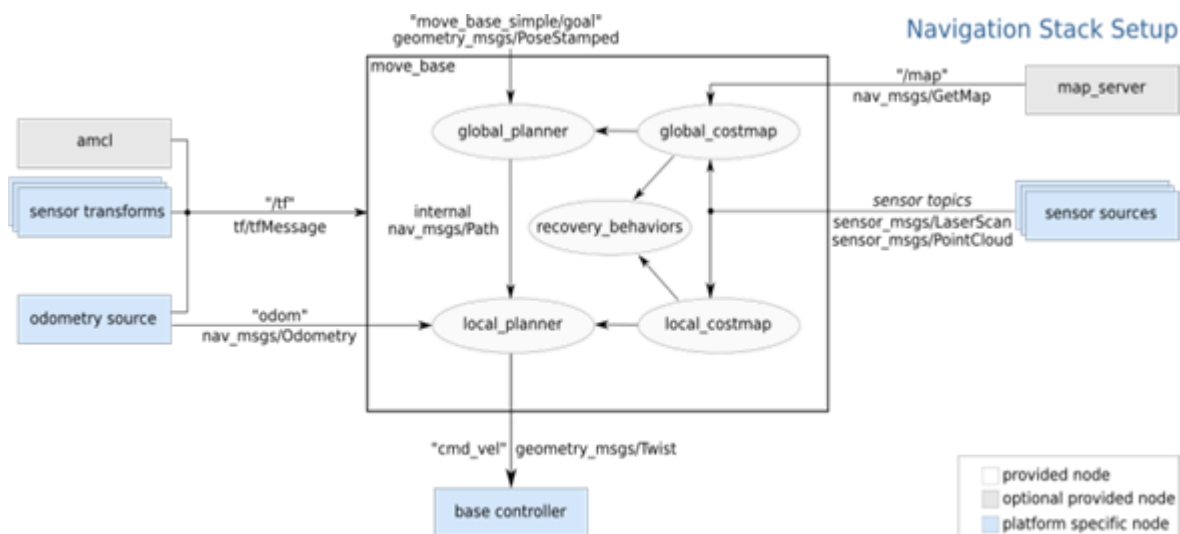 "move_base_simple/goal"
geometry_msgs/PoseStamped
Navigation Stack Setup
move_base
"/map"
nav_msgs/GetMap
map_server
amcl
global_planner
global_costmap
sensor transforms
"/tf"
tf/tfMessage
internal
nav_msgs/Path
recovery_behaviors
sensor topics
sensor_msgs/LaserScan
sensor_msgs/PointCloud
sensor sources
odometry source
"odom"
nav_msgs/Odometry
local_planner
local_costmap
"cmd_vel" geometry_msgs/Twist
base controller
provided node
optional provided node
platform specific node